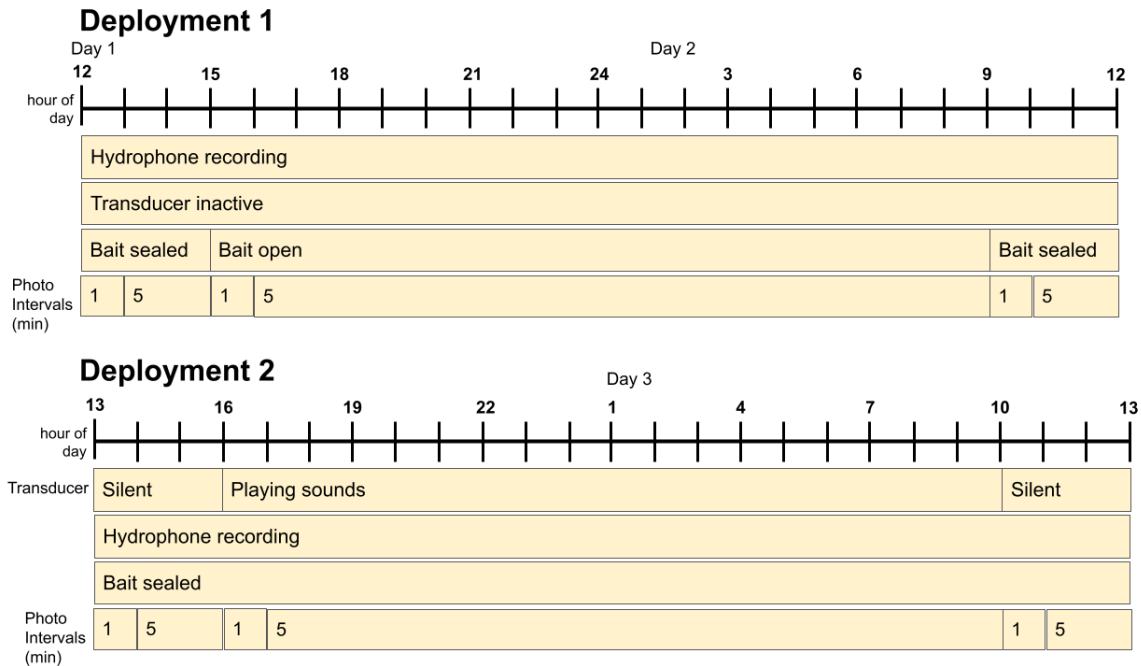 Deployment 1
Day 1 Day 2
12 15 18 21 24 3 6 9 12
hour of
day
Hydrophone recording
Transducer inactive
Bait sealed Bait open Bait sealed
Photo
Intervals
(min)
1 5 1 5 1 5
Deployment 2
Day 3
13 16 19 22 1 4 7 10 13
hour of
day
Transducer Silent Playing sounds Silent
Hydrophone recording
Bait sealed
Photo
Intervals
(min)
1 5 1 5 1 5